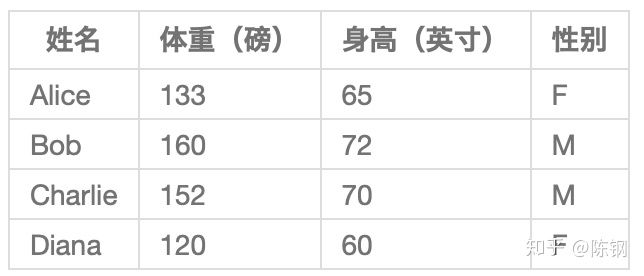 姓名 体重（磅） 身高（英寸） 性别
Alice 133 65 F
Bob 160 72 M
Charlie 152 70 M
Diana 120 60 F
知乎 @陈钢